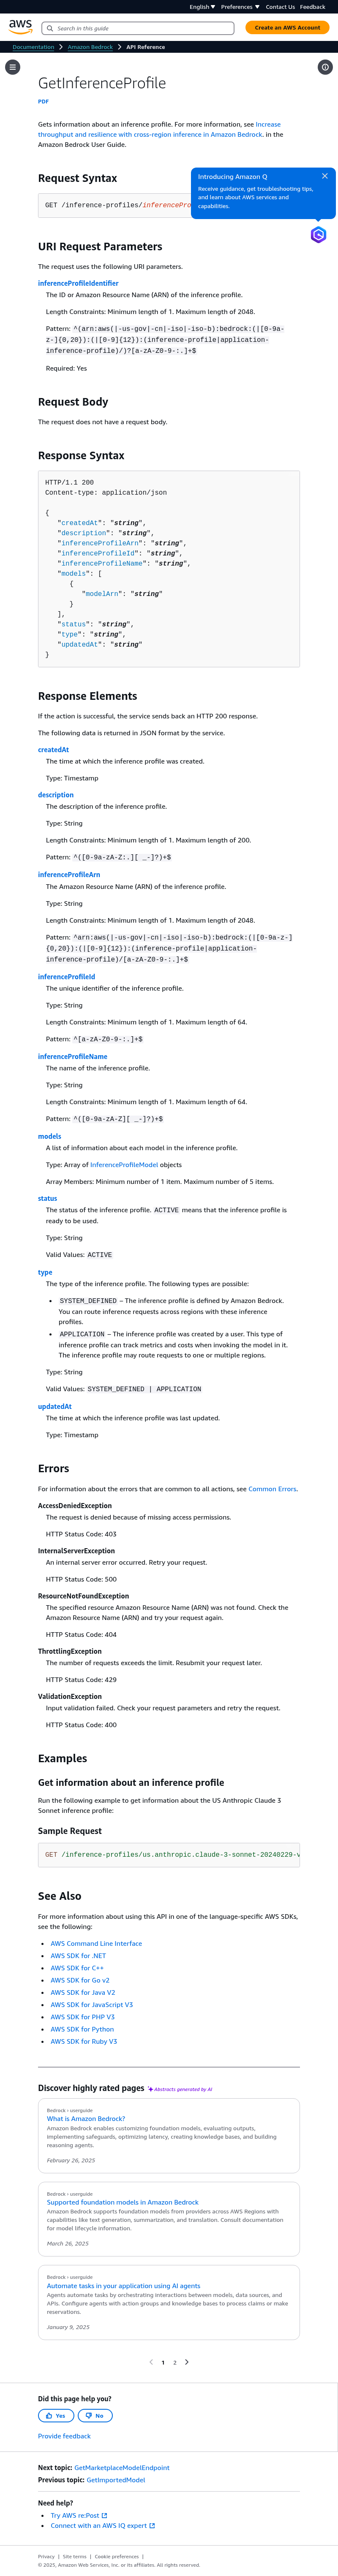 English Preferences Contact Us Feedback
aws Search in this guide Create an AWS Account
Documentation > Amazon Bedrock > API Reference
GetInferenceProfile
PDF
Gets information about an inference profile. For more information, see Increase
throughput and resilience with cross-region inference in Amazon Bedrock. in the
Amazon Bedrock User Guide.
Introducing Amazon Q
Receive guidance, get troubleshooting tips,
and learn about AWS services and
capabilities.
Request Syntax
GET /inference-profiles/inferencePro
URI Request Parameters
The request uses the following URI parameters.
inferenceProfileIdentifier
The ID or Amazon Resource Name (ARN) of the inference profile.
Length Constraints: Minimum length of 1. Maximum length of 2048.
Pattern: ^(arn:aws(|-us-gov|-cn|-iso|-iso-b):bedrock:(|[0-9a-
z-]{0,20}):(|[0-9]{12}):(inference-profile|application-
inference-profile)/)?[a-zA-Z0-9-:.]+$
Required: Yes
Request Body
The request does not have a request body.
Response Syntax
HTTP/1.1 200
Content-type: application/json
{
"createdAt": "string",
"description": "string",
"inferenceProfileArn": "string",
"inferenceProfileId": "string",
"inferenceProfileName": "string",
"models": [
{
"modelArn": "string"
}
],
"status": "string",
"type": "string",
"updatedAt": "string"
}
Response Elements
If the action is successful, the service sends back an HTTP 200 response.
The following data is returned in JSON format by the service.
createdAt
The time at which the inference profile was created.
Type: Timestamp
description
The description of the inference profile.
Type: String
Length Constraints: Minimum length of 1. Maximum length of 200.
Pattern: ^([0-9a-zA-Z:.][ _-]?)+$
inferenceProfileArn
The Amazon Resource Name (ARN) of the inference profile.
Type: String
Length Constraints: Minimum length of 1. Maximum length of 2048.
Pattern: ^arn:aws(|-us-gov|-cn|-iso|-iso-b):bedrock:(|[0-9a-z-]
{0,20}):(|[0-9]{12}):(inference-profile|application-
inference-profile)/[a-zA-Z0-9-:.]+$
inferenceProfileId
The unique identifier of the inference profile.
Type: String
Length Constraints: Minimum length of 1. Maximum length of 64.
Pattern: ^[a-zA-Z0-9-:.]+$
inferenceProfileName
The name of the inference profile.
Type: String
Length Constraints: Minimum length of 1. Maximum length of 64.
Pattern: ^([0-9a-zA-Z][ _-]?)+$
models
A list of information about each model in the inference profile.
Type: Array of InferenceProfileModel objects
Array Members: Minimum number of 1 item. Maximum number of 5 items.
status
The status of the inference profile. ACTIVE means that the inference profile is
ready to be used.
Type: String
Valid Values: ACTIVE
type
The type of the inference profile. The following types are possible:
• SYSTEM_DEFINED – The inference profile is defined by Amazon Bedrock.
You can route inference requests across regions with these inference
profiles.
• APPLICATION – The inference profile was created by a user. This type of
inference profile can track metrics and costs when invoking the model in it.
The inference profile may route requests to one or multiple regions.
Type: String
Valid Values: SYSTEM_DEFINED | APPLICATION
updatedAt
The time at which the inference profile was last updated.
Type: Timestamp
Errors
For information about the errors that are common to all actions, see Common Errors.
AccessDeniedException
The request is denied because of missing access permissions.
HTTP Status Code: 403
InternalServerException
An internal server error occurred. Retry your request.
HTTP Status Code: 500
ResourceNotFoundException
The specified resource Amazon Resource Name (ARN) was not found. Check the
Amazon Resource Name (ARN) and try your request again.
HTTP Status Code: 404
ThrottlingException
The number of requests exceeds the limit. Resubmit your request later.
HTTP Status Code: 429
ValidationException
Input validation failed. Check your request parameters and retry the request.
HTTP Status Code: 400
Examples
Get information about an inference profile
Run the following example to get information about the US Anthropic Claude 3
Sonnet inference profile:
Sample Request
GET /inference-profiles/us.anthropic.claude-3-sonnet-20240229-v
See Also
For more information about using this API in one of the language-specific AWS SDKs,
see the following:
• AWS Command Line Interface
• AWS SDK for .NET
• AWS SDK for C++
• AWS SDK for Go v2
• AWS SDK for Java V2
• AWS SDK for JavaScript V3
• AWS SDK for PHP V3
• AWS SDK for Python
• AWS SDK for Ruby V3
Discover highly rated pages Abstracts generated by AI
Bedrock › userguide
What is Amazon Bedrock?
Amazon Bedrock enables customizing foundation models, evaluating outputs,
implementing safeguards, optimizing latency, creating knowledge bases, and building
reasoning agents.
February 26, 2025
Bedrock › userguide
Supported foundation models in Amazon Bedrock
Amazon Bedrock supports foundation models from providers across AWS Regions with
capabilities like text generation, summarization, and translation. Consult documentation
for model lifecycle information.
March 26, 2025
Bedrock › userguide
Automate tasks in your application using AI agents
Agents automate tasks by orchestrating interactions between models, data sources, and
APIs. Configure agents with action groups and knowledge bases to process claims or make
reservations.
January 9, 2025
1 2
Did this page help you?
Yes No
Provide feedback
Next topic: GetMarketplaceModelEndpoint
Previous topic: GetImportedModel
Need help?
• Try AWS re:Post
• Connect with an AWS IQ expert
Privacy | Site terms | Cookie preferences |
© 2025, Amazon Web Services, Inc. or its affiliates. All rights reserved.